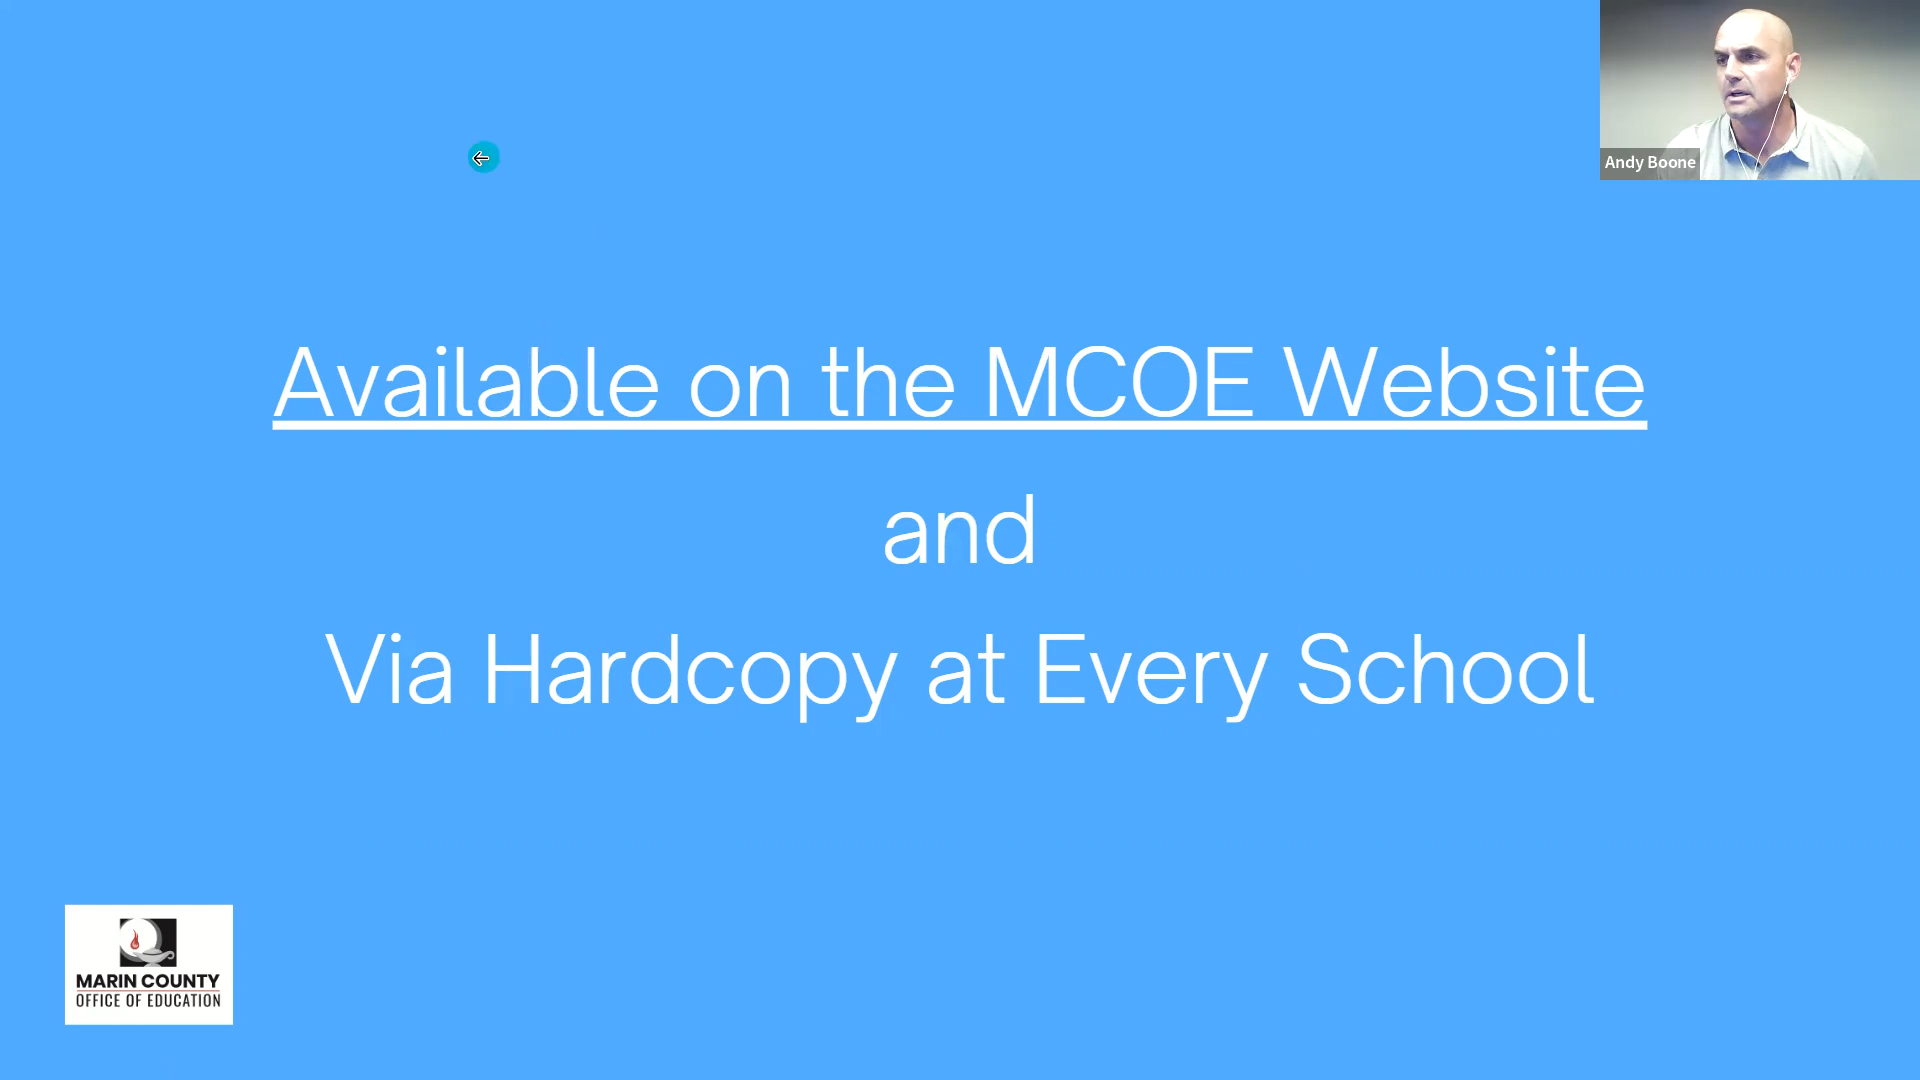 Andy Boone
Available on the MCOE Website
and
Via Hardcopy at Every School
MARIN COUNTY
OFFICE OF EDUCATION